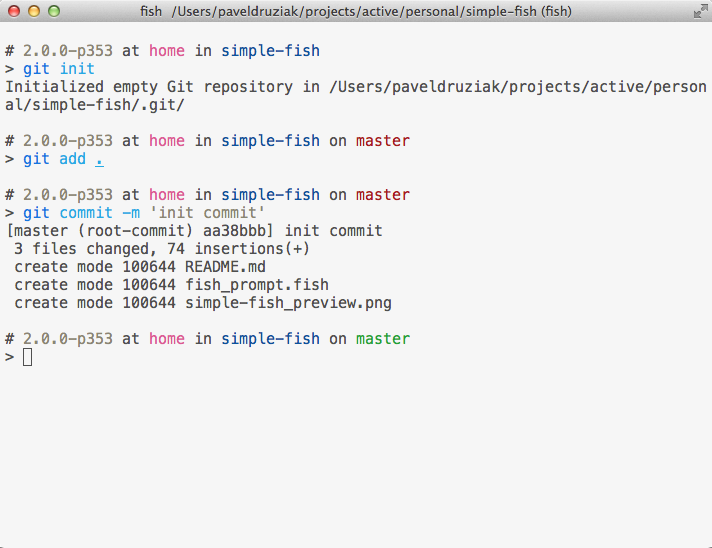 fish /Users/paveldruziak/projects/active/personal/simple-fish (fish)
# 2.0.0-p353 at home in simple-fish
> git init
Initialized empty Git repository in /Users/paveldruziak/projects/active/person
al/simple-fish/.git/
# 2.0.0-p353 at home in simple-fish on master
> git add .
# 2.0.0-p353 at home in simple-fish on master
> git commit -m 'init commit'
[master (root-commit) aa38bbb] init commit
 3 files changed, 74 insertions(+)
 create mode 100644 README.md
 create mode 100644 fish_prompt.fish
 create mode 100644 simple-fish_preview.png
# 2.0.0-p353 at home in simple-fish on master
>